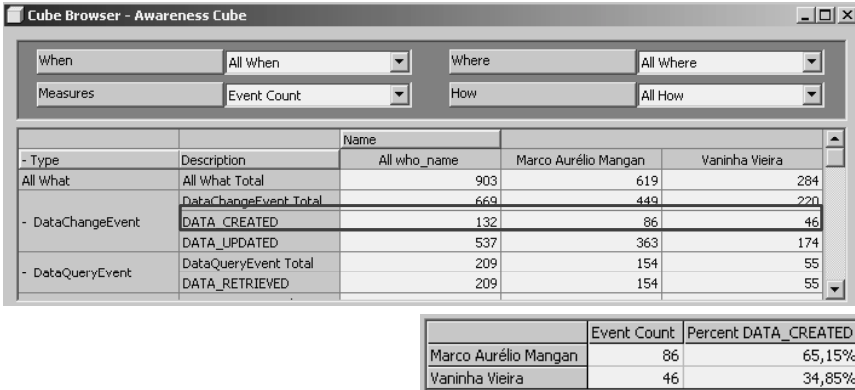 Cube Browser - Awareness Cube
When All When Where All Where
Measures Event Count How All How
Name
- Type Description All who_name Marco Aurélio Mangan Vaninha Vieira
All What All What Total 903 619 284
DataChangeEvent Total 669 449 220
- DataChangeEvent DATA_CREATED 132 86 46
DATA_UPDATED 537 363 174
- DataQueryEvent DataQueryEvent Total 209 154 55
DATA_RETRIEVED 209 154 55
Event Count Percent DATA_CREATED
Marco Aurélio Mangan 86 65,15%
Vaninha Vieira 46 34,85%